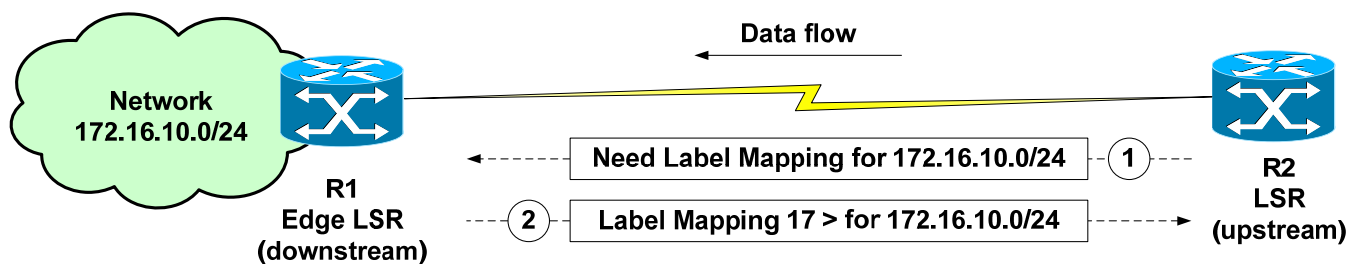 Data flow
Network
172.16.10.0/24
Need Label Mapping for 172.16.10.0/24
1
R1
Edge LSR
(downstream)
R2
LSR
(upstream)
2
Label Mapping 17 > for 172.16.10.0/24